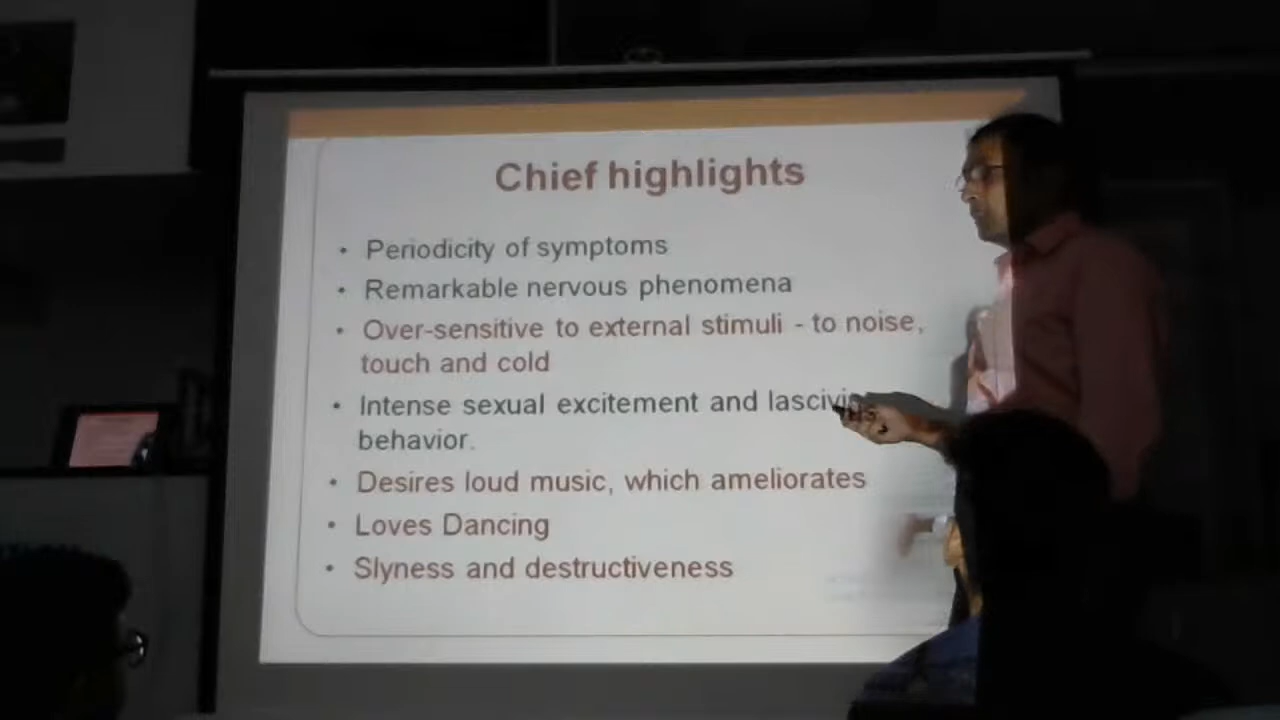 Chief highlights
• Periodicity of symptoms
• Remarkable nervous phenomena
• Over-sensitive to external stimuli - to noise,
touch and cold
• Intense sexual excitement and
behavior.
• Desires loud music, which ameliorates
• Loves Dancing
• Slyness and destructiveness